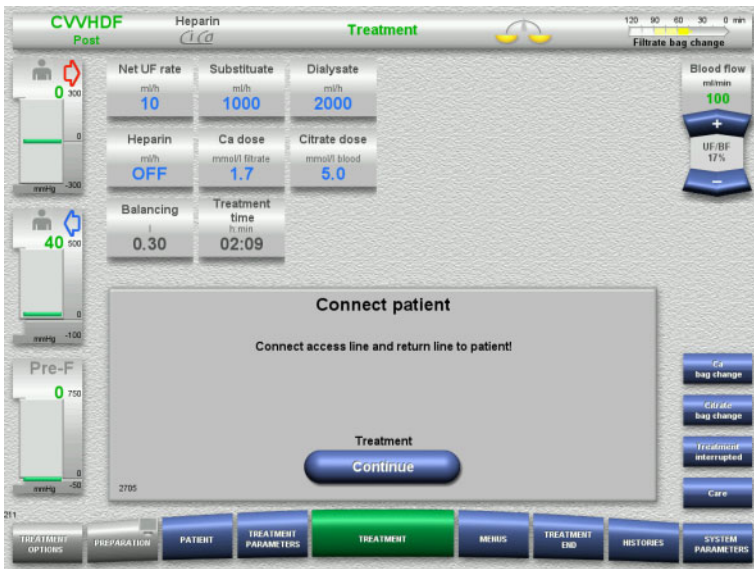 CVVHDF
Post
Heparin
CiCa
Treatment
120 90 60 30 0 min
Filtrate bag change
0 300
0
mmHg -300
40 500
0
mmHg -100
Pre-F
0 750
0
mmHg -50
Net UF rate
ml/h
10
Substituate
ml/h
1000
Dialysate
ml/h
2000
Heparin
ml/h
OFF
Ca dose
mmol/l filtrate
1.7
Citrate dose
mmol/l blood
5.0
Balancing
l
0.30
Treatment
time
h:min
02:09
Blood flow
ml/min
100
+
UF/BF
17%
−
Connect patient
Connect access line and return line to patient!
Treatment
Continue
2705
Ca
bag change
Citrate
bag change
Treatment
interrupted
Care
211
TREATMENT
OPTIONS
PREPARATION
PATIENT
TREATMENT
PARAMETERS
TREATMENT
MENUS
TREATMENT
END
HISTORIES
SYSTEM
PARAMETERS